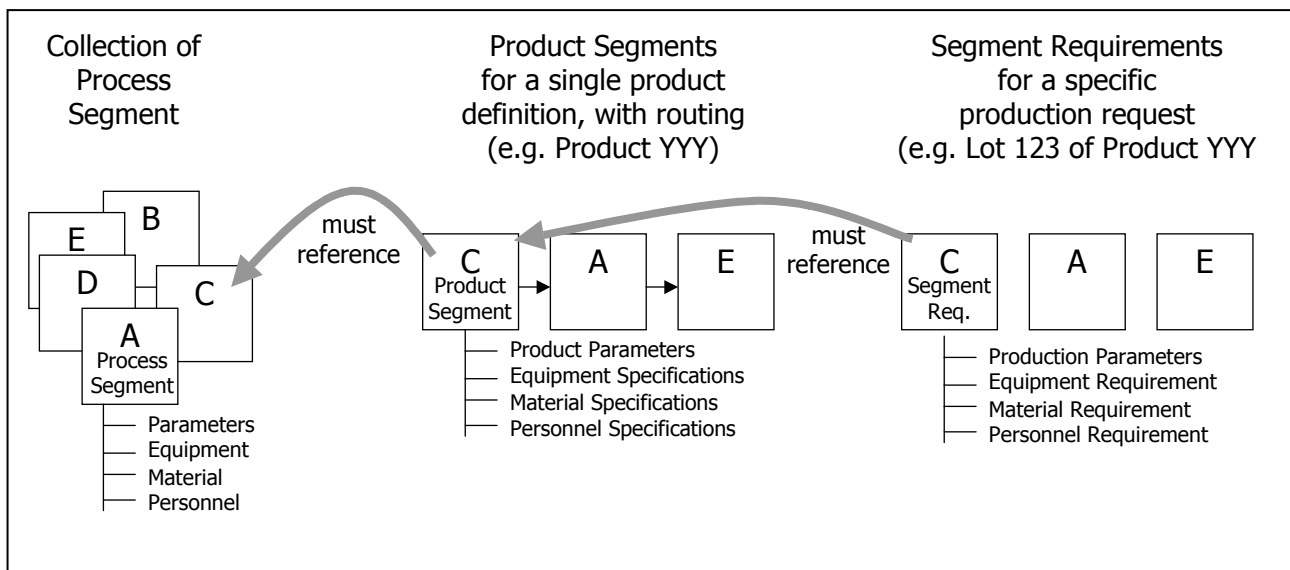 Collection of
Process
Segment
Product Segments
for a single product
definition, with routing
(e.g. Product YYY)
Segment Requirements
for a specific
production request
(e.g. Lot 123 of Product YYY
B
E
D
C
A
Process
Segment
Parameters
Equipment
Material
Personnel
must
reference
C
Product
Segment
A
E
Product Parameters
Equipment Specifications
Material Specifications
Personnel Specifications
must
reference
C
Segment
Req.
A
E
Production Parameters
Equipment Requirement
Material Requirement
Personnel Requirement